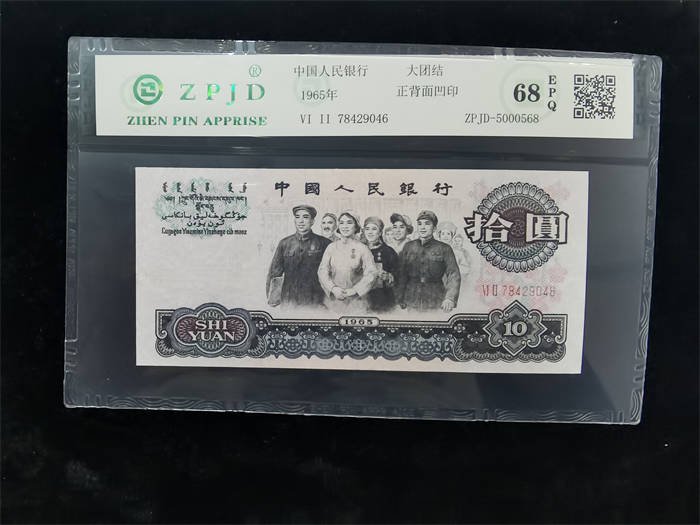 ZPJD ®
ZHEN PIN APPRISE
中国人民银行 大团结
1965年 正背面凹印
VI II 78429046 ZPJD-5000568
68 EPQ
中國人民銀行
拾圓
VI II 78429046
1965
SHI
YUAN
10